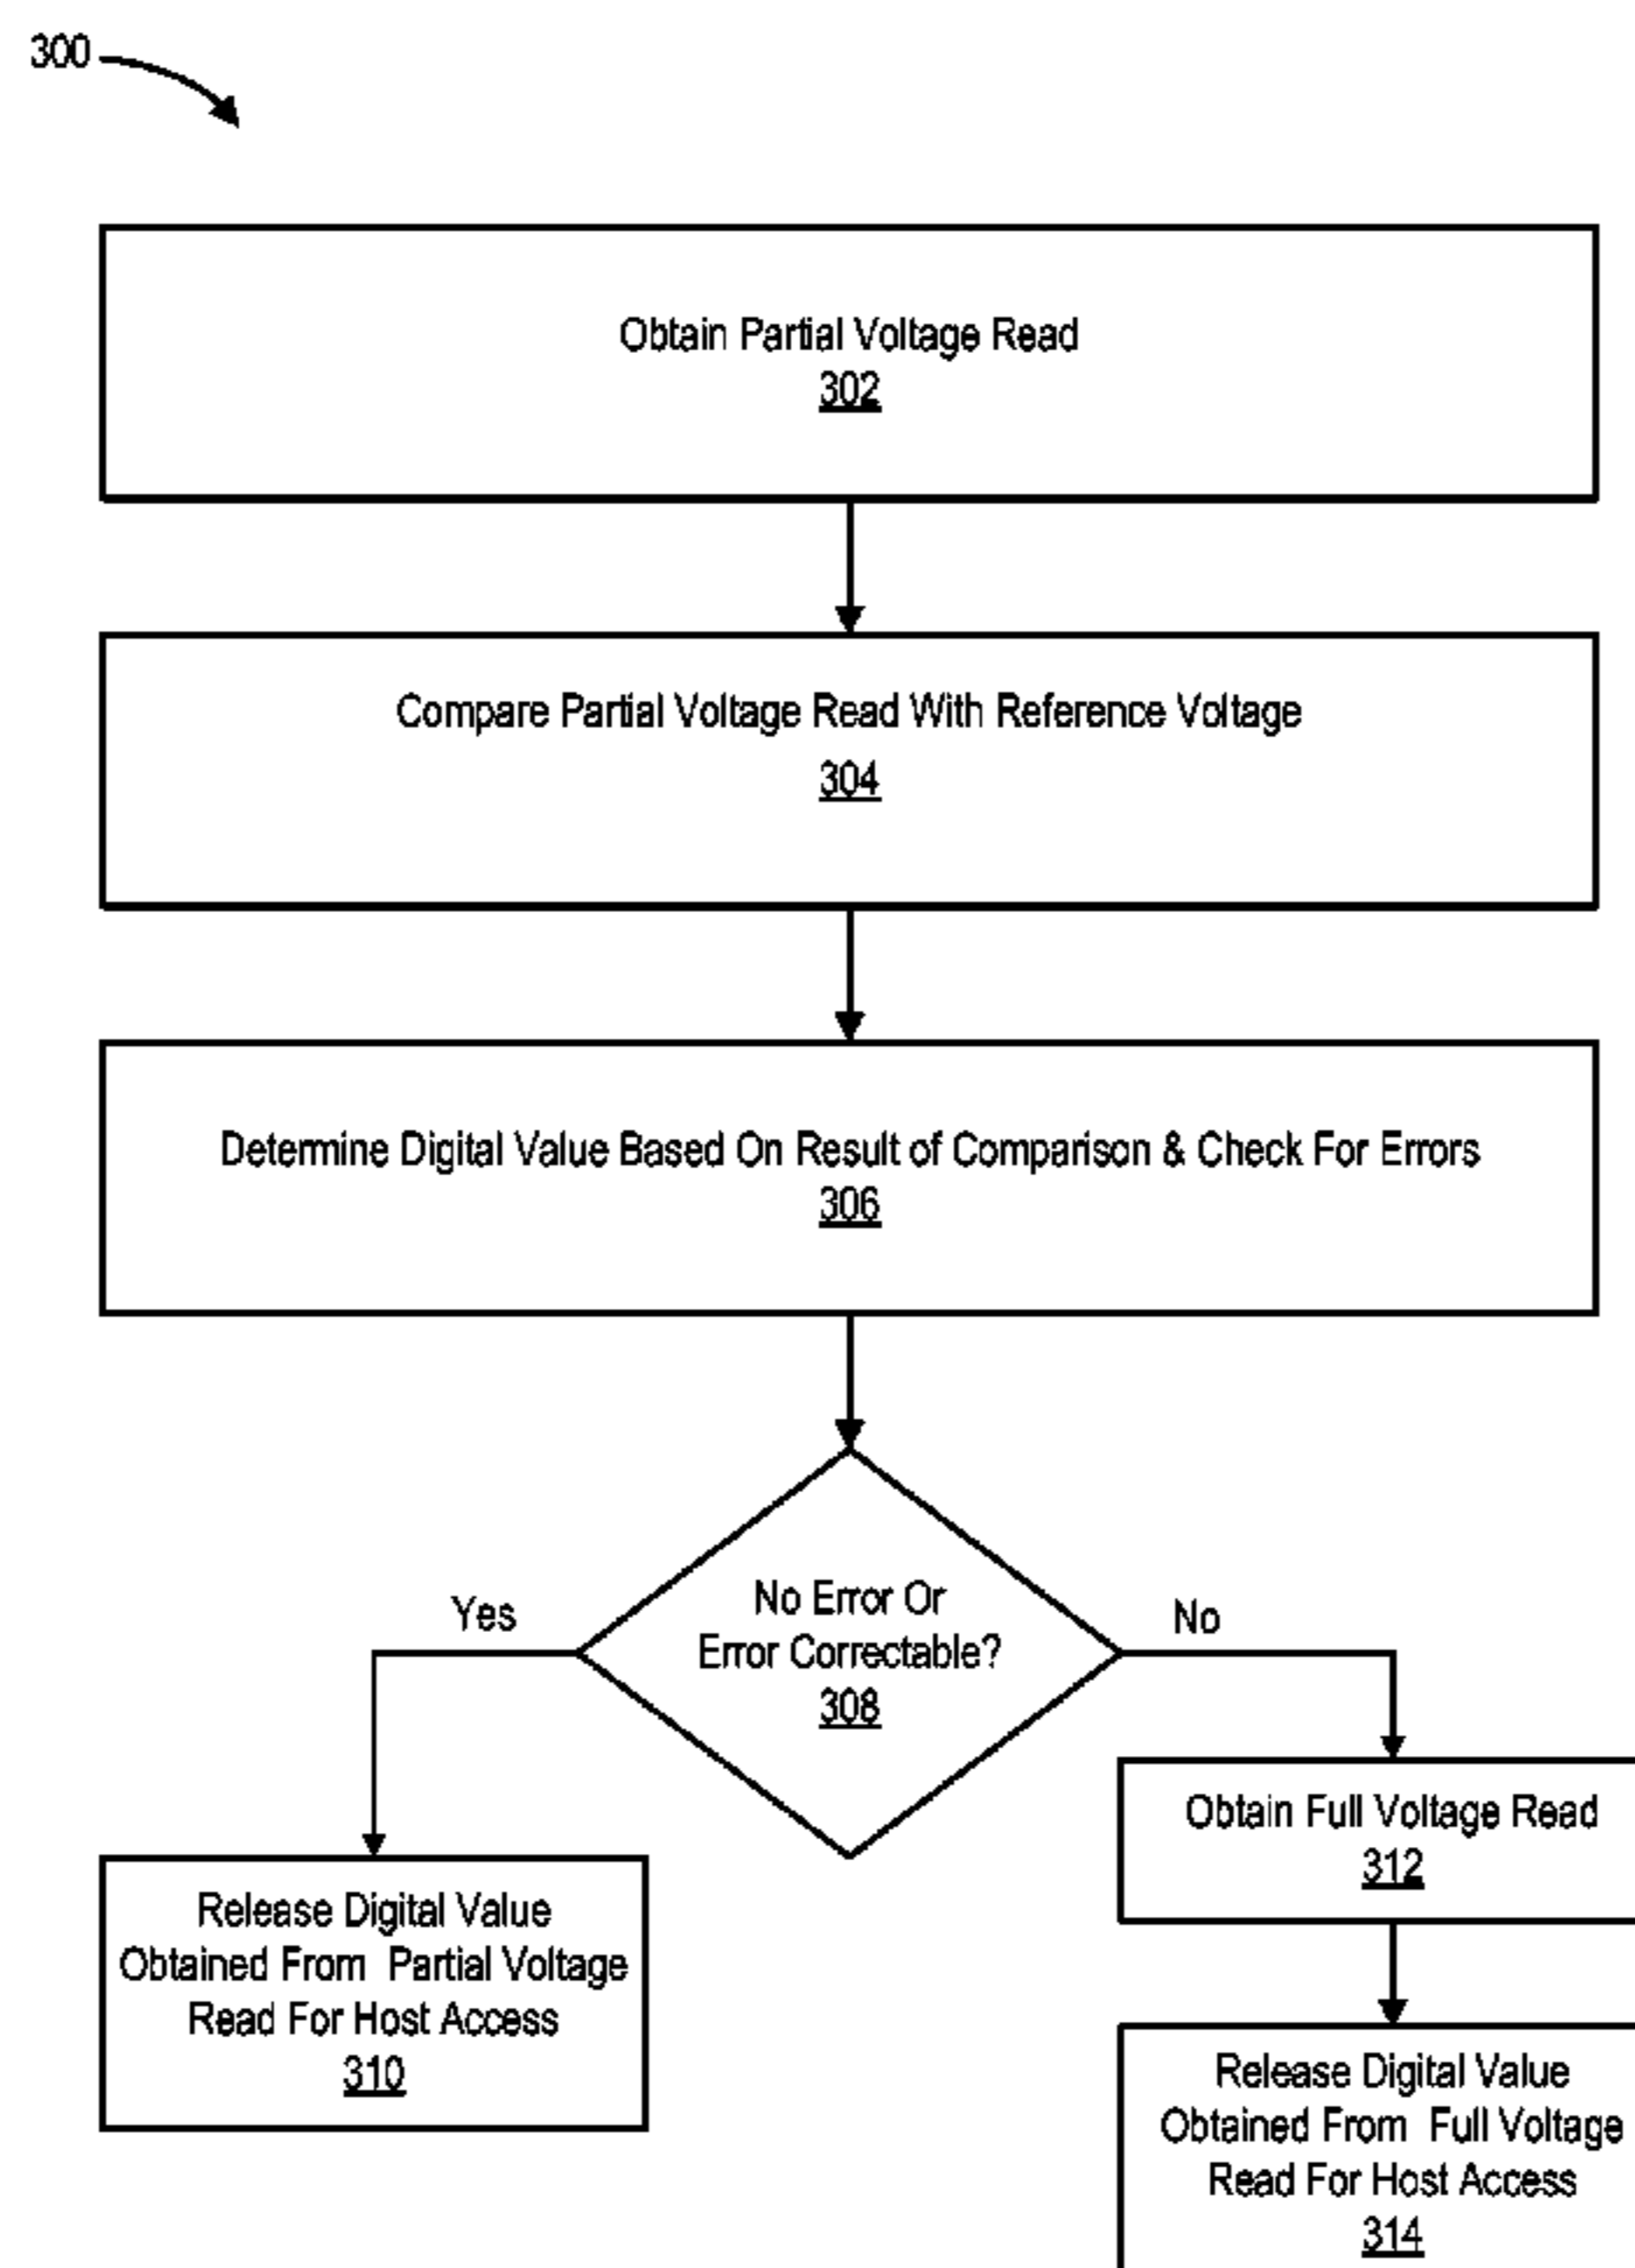 300
Obtain Partial Voltage Read
302
Compare Partial Voltage Read With Reference Voltage
304
Determine Digital Value Based On Result of Comparison & Check For Errors
306
No Error Or
Error Correctable?
308
Yes
No
Release Digital Value
Obtained From Partial Voltage
Read For Host Access
310
Obtain Full Voltage Read
312
Release Digital Value
Obtained From Full Voltage
Read For Host Access
314